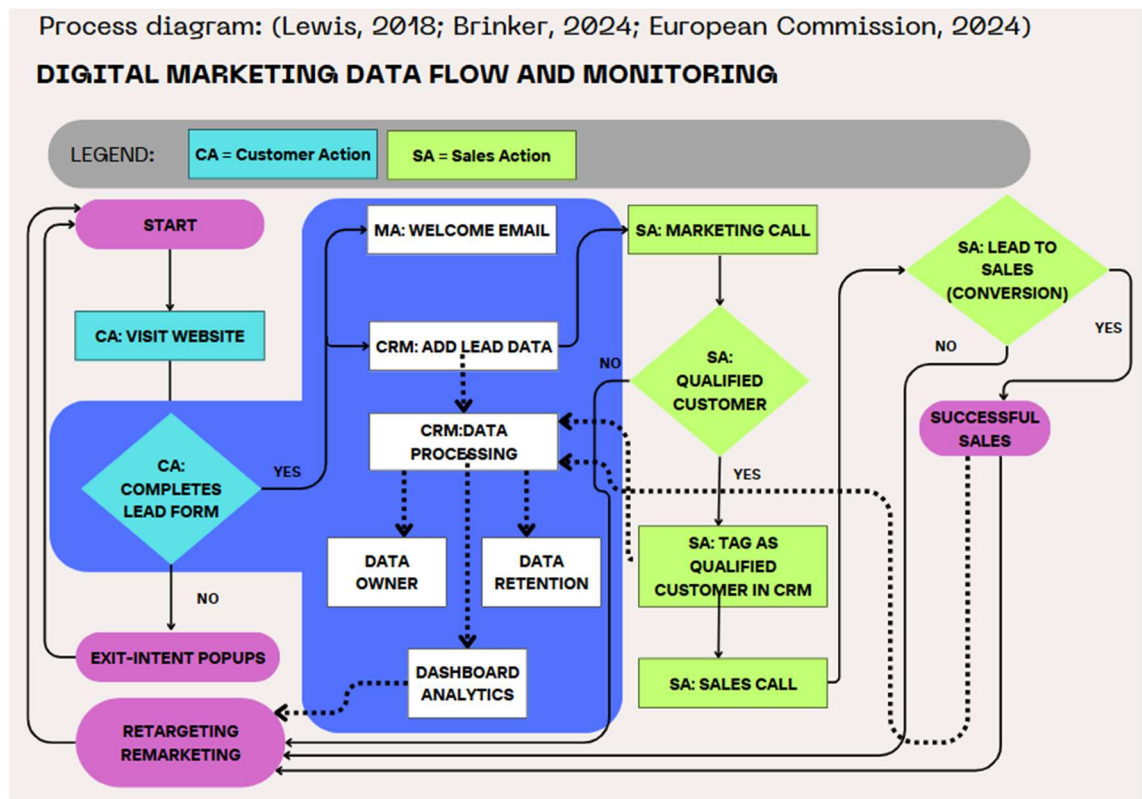 Process diagram: (Lewis, 2018; Brinker, 2024; European Commission, 2024)
DIGITAL MARKETING DATA FLOW AND MONITORING
LEGEND:
CA = Customer Action
SA = Sales Action
START
MA: WELCOME EMAIL
SA: MARKETING CALL
SA: LEAD TO
SALES
(CONVERSION)
YES
NO
CA: VISIT WEBSITE
CRM: ADD LEAD DATA
NO
SA:
QUALIFIED
CUSTOMER
YES
SUCCESSFUL
SALES
CA:
COMPLETES
LEAD FORM
YES
NO
CRM:DATA
PROCESSING
DATA
OWNER
DATA
RETENTION
SA: TAG AS
QUALIFIED
CUSTOMER IN CRM
EXIT-INTENT POPUPS
DASHBOARD
ANALYTICS
SA: SALES CALL
RETARGETING
REMARKETING